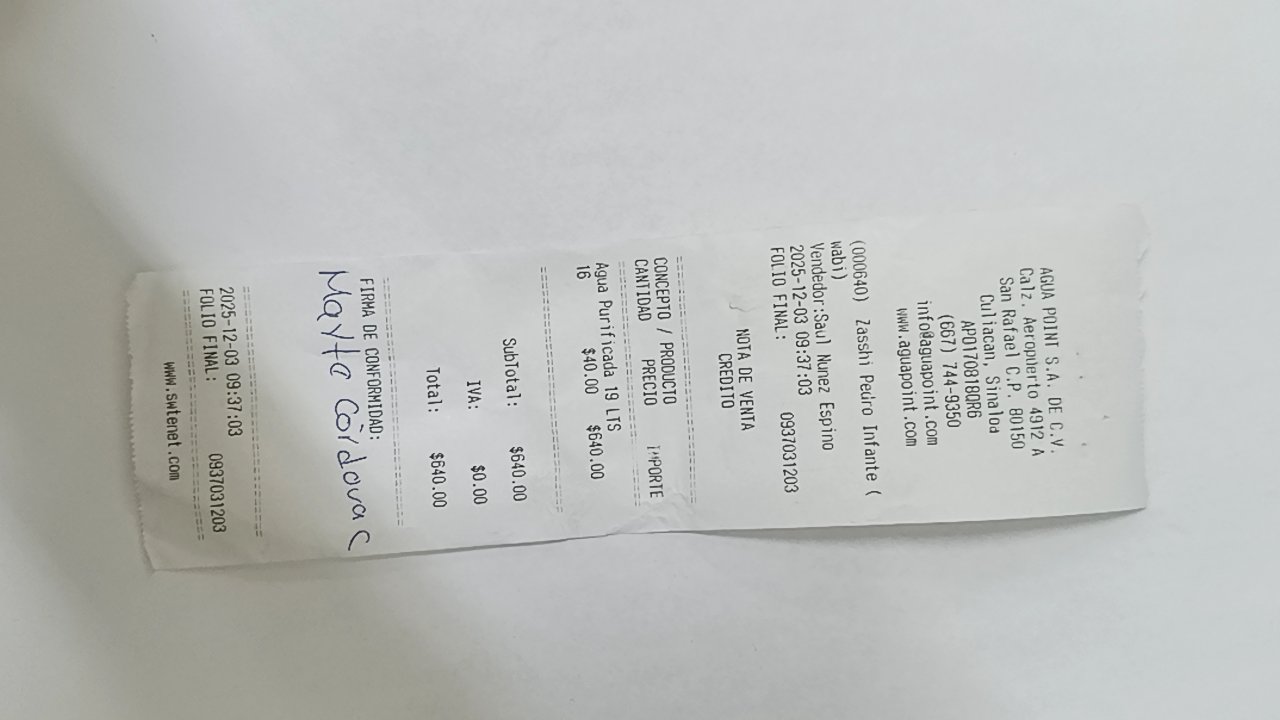 AGUA POINT S.A. DE C.V.
Calz. Aeropuerto 4912 A
San Rafael C.P. 80150
Culiacan, Sinaloa
APO170818QR6
(667) 744-9350
info@aguapoint.com
www.aguapoint.com
(000640) Zasshi Pedro Infante (
wabi)
Vendedor:Saul Nunez Espino
2025-12-03 09:37:03
FOLIO FINAL: 0937031203
NOTA DE VENTA
CREDITO
CONCEPTO / PRODUCTO
CANTIDAD PRECIO IMPORTE
Agua Purificada 19 LTS
16 $40.00 $640.00
SubTotal: $640.00
IVA: $0.00
Total: $640.00
FIRMA DE CONFORMIDAD:
Mayta Córdova C
2025-12-03 09:37:03
FOLIO FINAL: 0937031203
www.swtenet.com